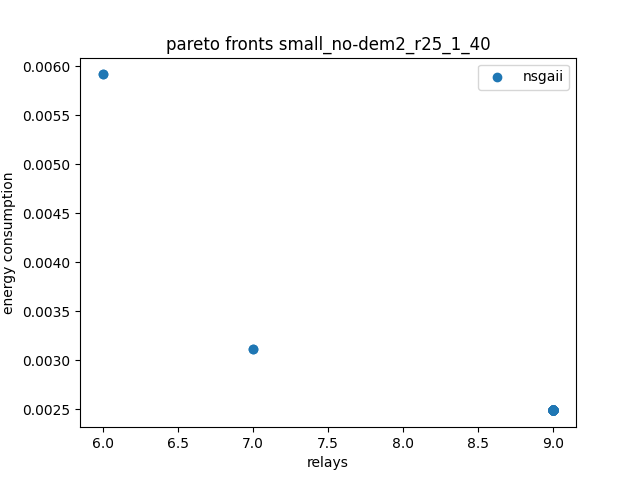 pareto fronts small_no-dem2_r25_1_40
nsgaii
0.0060
0.0055
0.0050
0.0045
0.0040
0.0035
0.0030
0.0025
energy consumption
6.0 6.5 7.0 7.5 8.0 8.5 9.0
relays